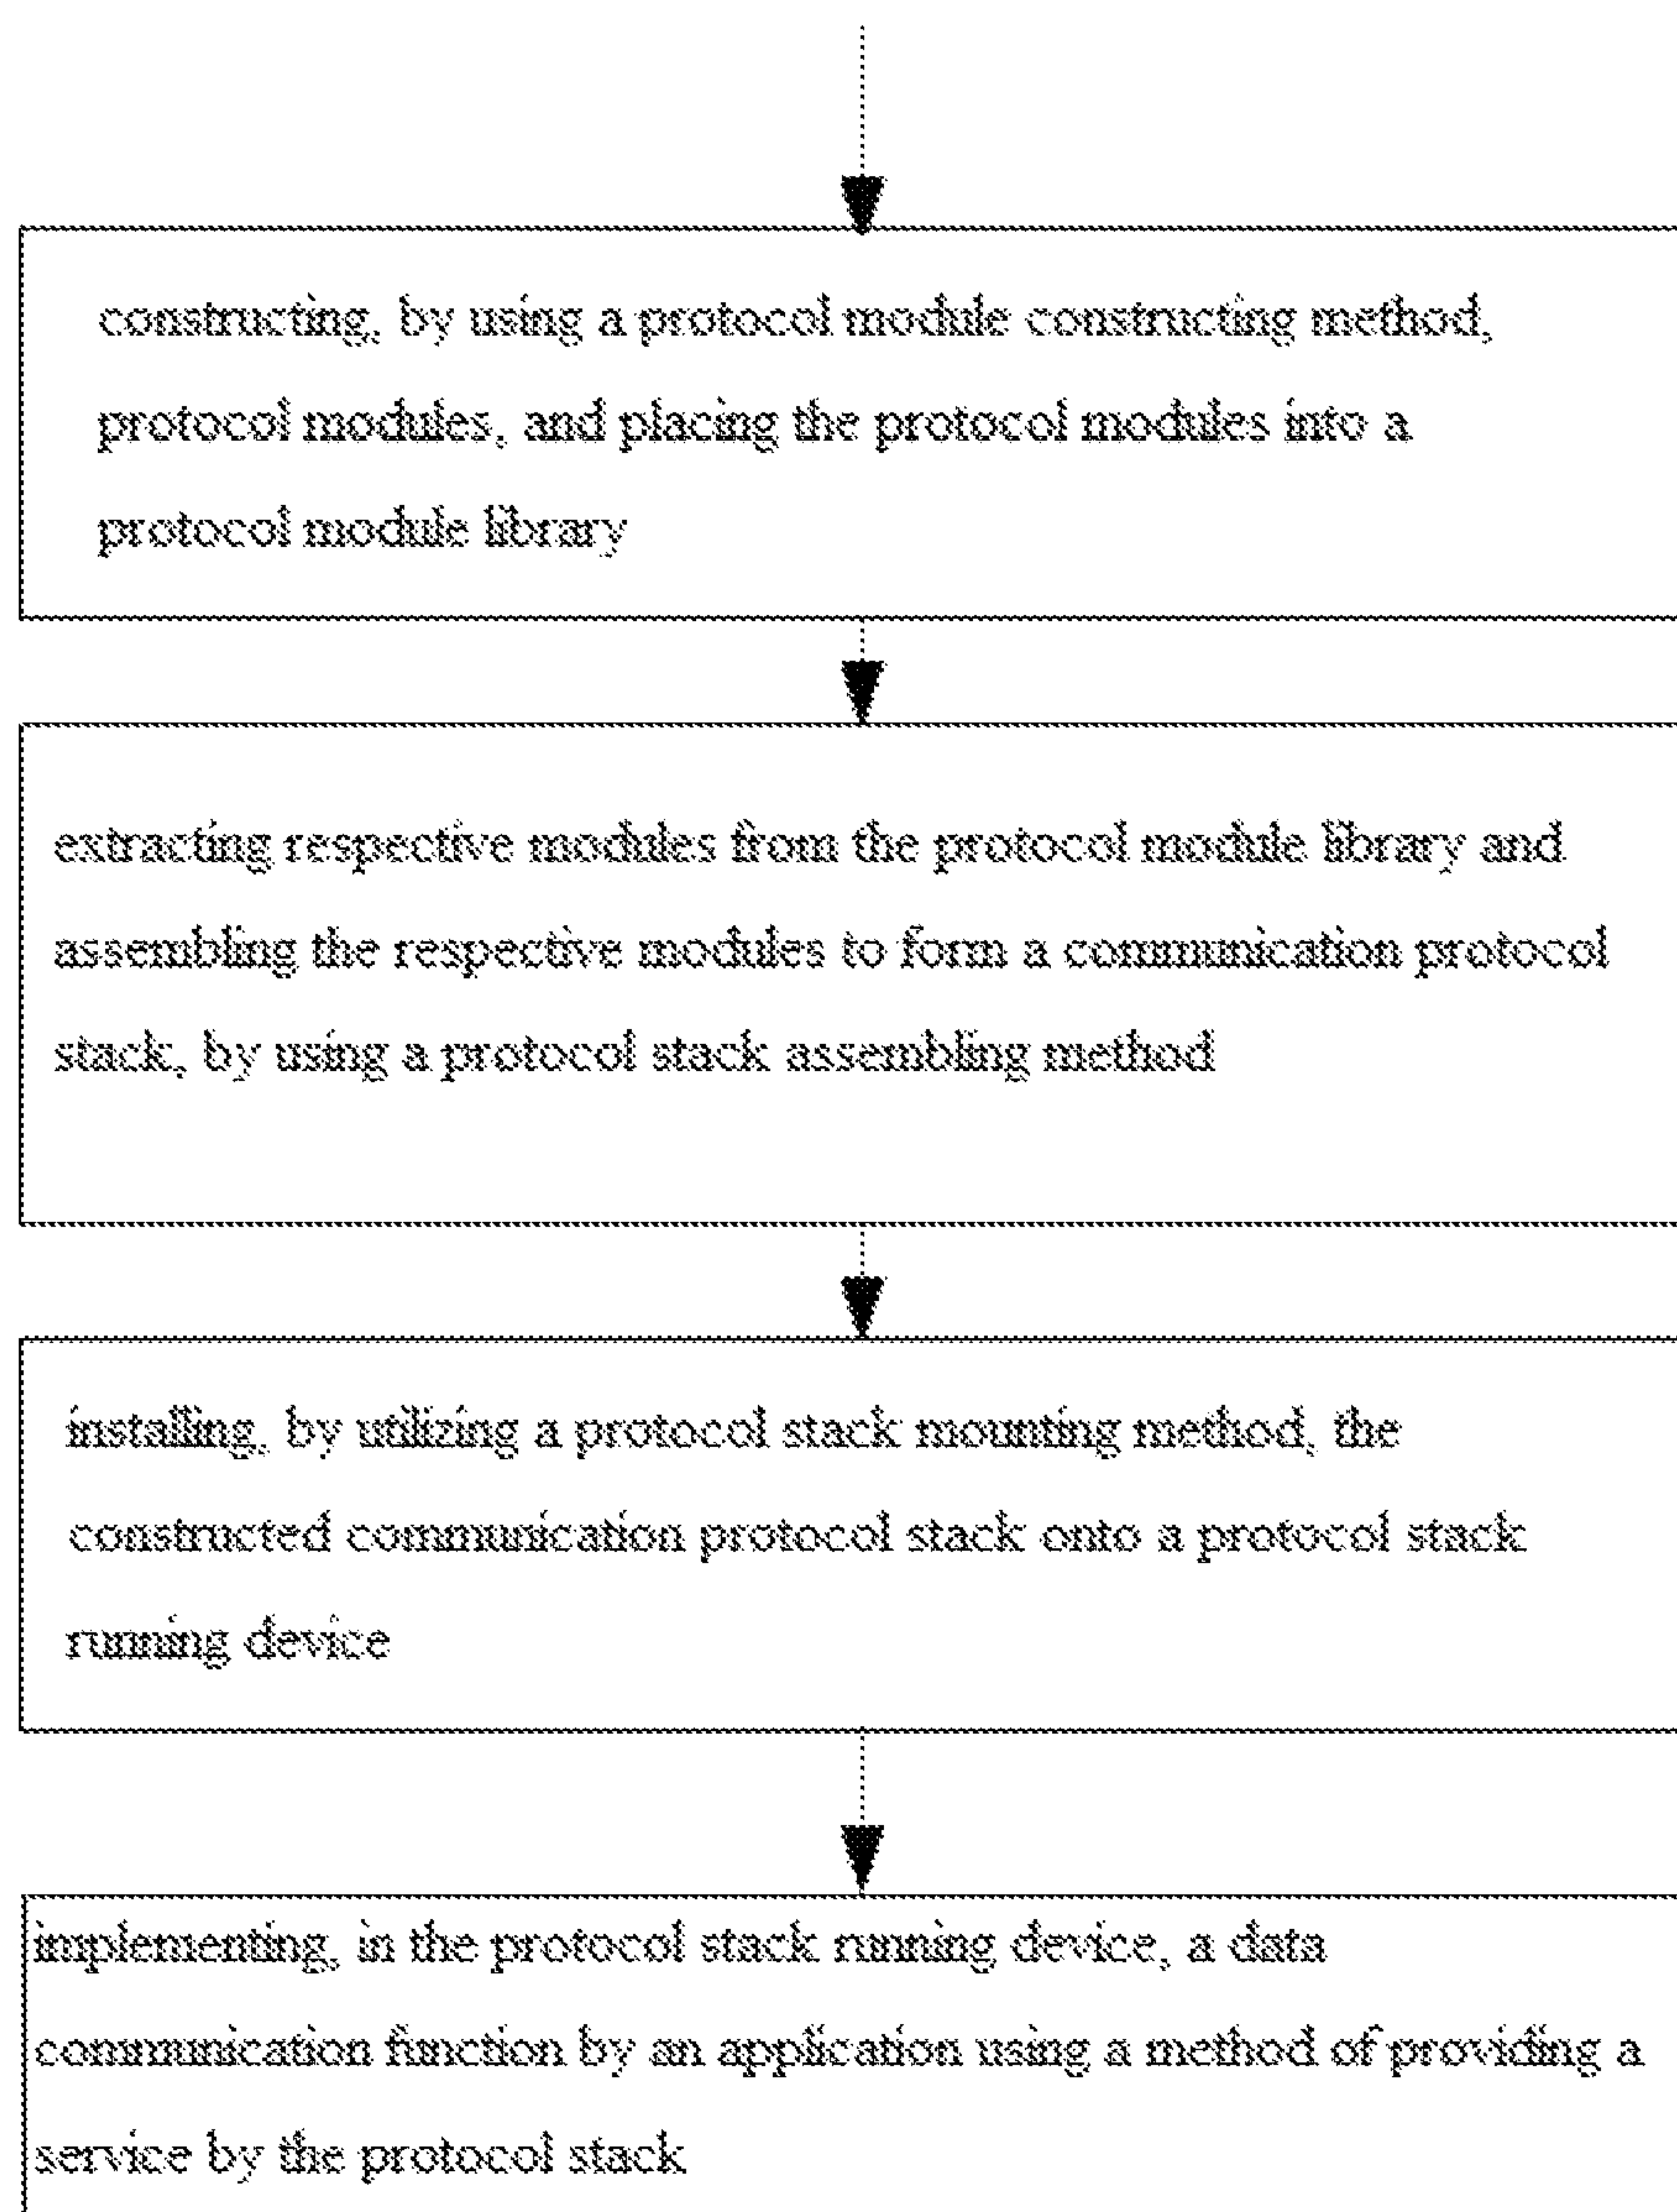 constructing, by using a protocol module constructing method,
protocol modules, and placing the protocol modules into a
protocol module library
extracting respective modules from the protocol module library and
assembling the respective modules to form a communication protocol
stack, by using a protocol stack assembling method
installing, by utilizing a protocol stack mounting method, the
constructed communication protocol stack onto a protocol stack
running device
implementing, in the protocol stack running device, a data
communication function by an application using a method of providing a
service by the protocol stack